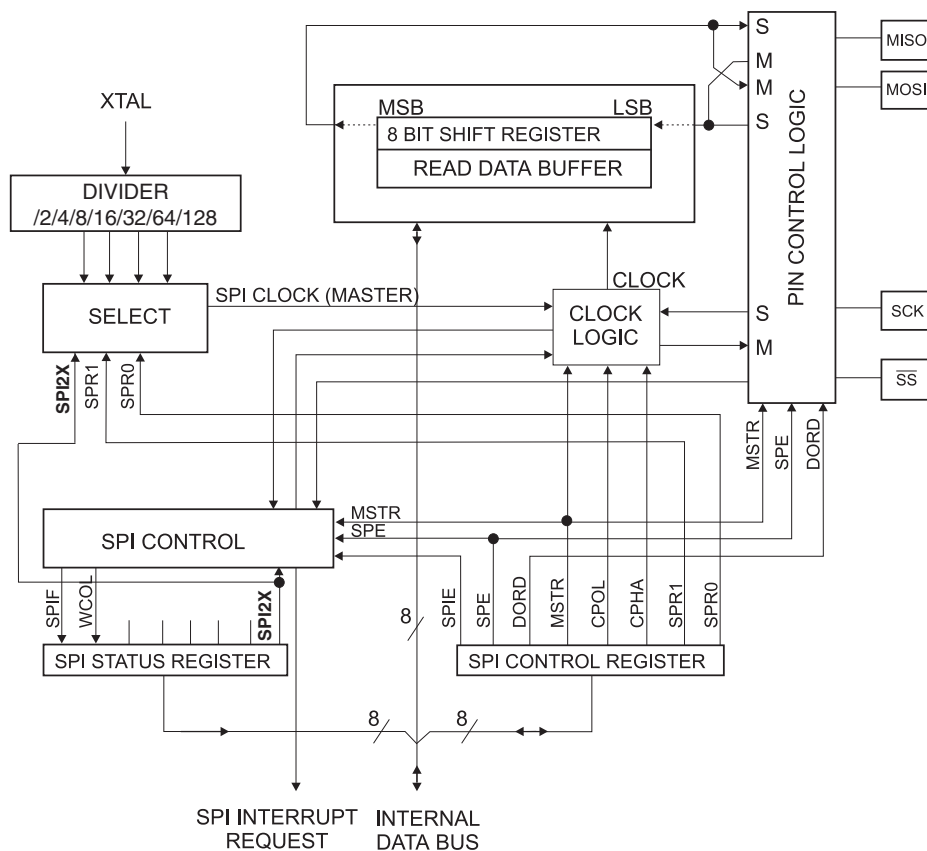 S
MISO
M
XTAL
MSB
LSB
M
MOSI
8 BIT SHIFT REGISTER
S
READ DATA BUFFER
DIVIDER
/2/4/8/16/32/64/128
PIN CONTROL LOGIC
CLOCK
SPI CLOCK (MASTER)
SELECT
CLOCK
LOGIC
S
SCK
M
SPI2X
SPR1
SPR0
SS
MSTR
SPE
DORD
MSTR
SPE
SPI CONTROL
SPIF
WCOL
SPI2X
8
SPIE
SPE
DORD
MSTR
CPOL
CPHA
SPR1
SPR0
SPI STATUS REGISTER
SPI CONTROL REGISTER
8
8
SPI INTERRUPT
REQUEST
INTERNAL
DATA BUS